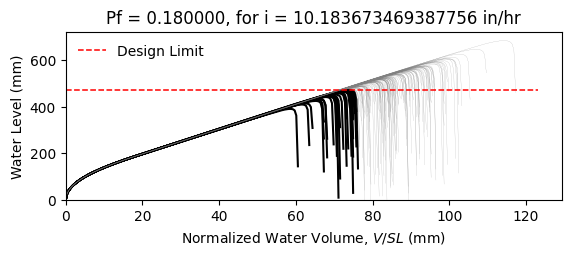 Pf = 0.180000, for i = 10.183673469387756 in/hr
Design Limit
Water Level (mm)
600
400
200
0
0 20 40 60 80 100 120
Normalized Water Volume, V/SL (mm)